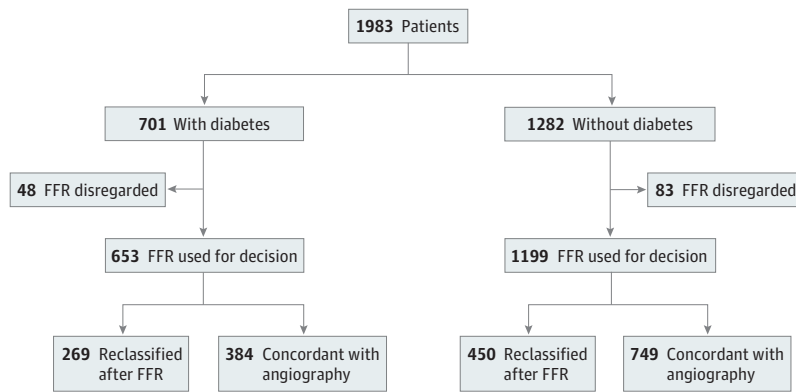 1983 Patients
701 With diabetes
1282 Without diabetes
48 FFR disregarded
83 FFR disregarded
653 FFR used for decision
1199 FFR used for decision
269 Reclassified
after FFR
384 Concordant with
angiography
450 Reclassified
after FFR
749 Concordant with
angiography